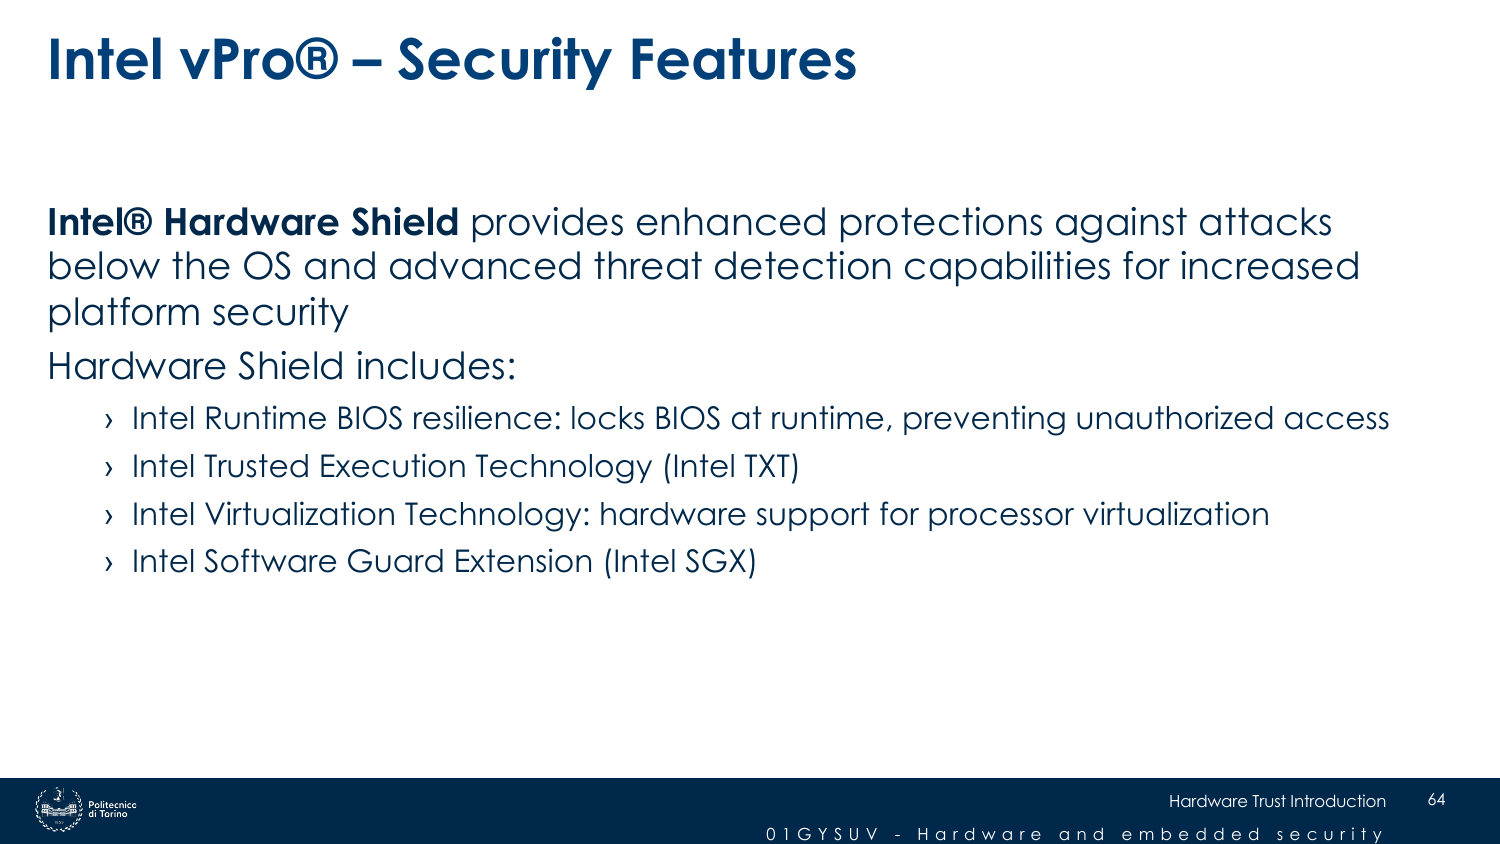 Intel vPro® – Security Features
Intel® Hardware Shield provides enhanced protections against attacks
below the OS and advanced threat detection capabilities for increased
platform security
Hardware Shield includes:
› Intel Runtime BIOS resilience: locks BIOS at runtime, preventing unauthorized access
› Intel Trusted Execution Technology (Intel TXT)
› Intel Virtualization Technology: hardware support for processor virtualization
› Intel Software Guard Extension (Intel SGX)
Politecnico
di Torino
Hardware Trust Introduction
64
01GYSUV - Hardware and embedded security